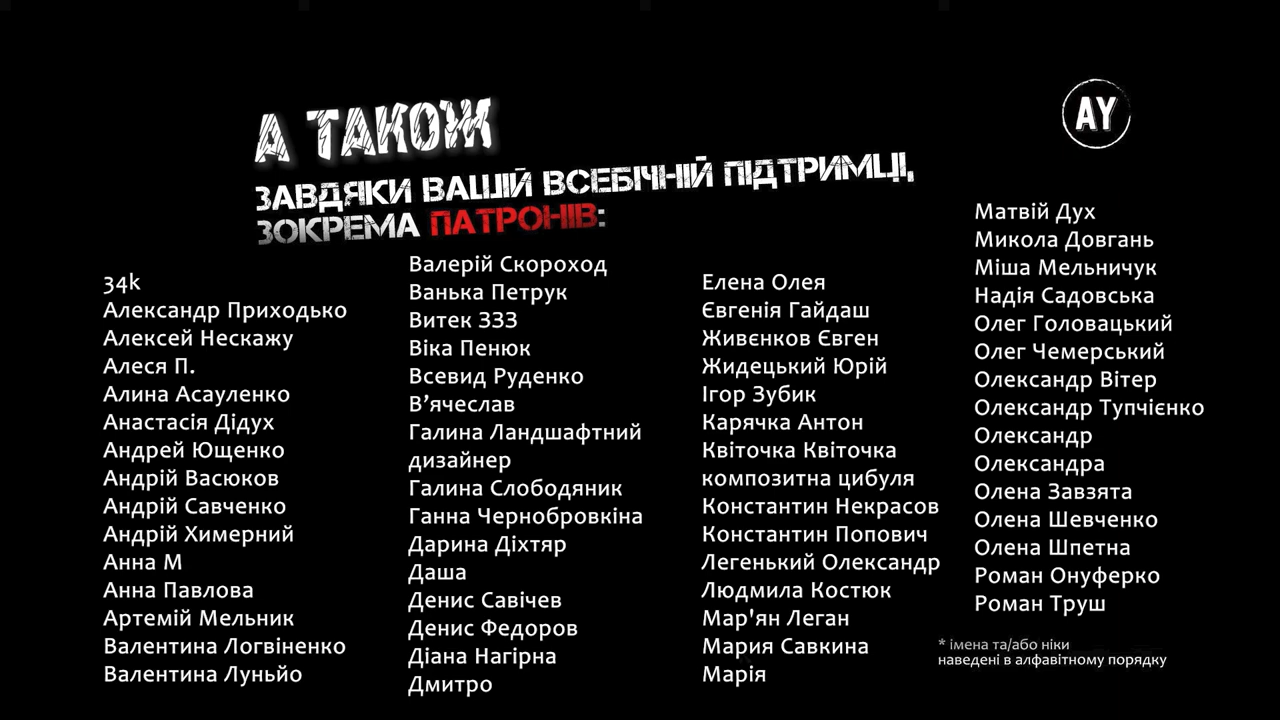 А ТАКОЖ
ЗАВДЯКИ ВАШІЙ ВСЕБІЧНІЙ ПІДТРИМЦІ,
ЗОКРЕМА ПАТРОНІВ:
АУ
34k
Александр Приходько
Алексей Нескажу
Алеся П.
Алина Асауленко
Анастасія Дідух
Андрей Ющенко
Андрій Васюков
Андрій Савченко
Андрій Химерний
Анна М
Анна Павлова
Артемій Мельник
Валентина Логвіненко
Валентина Луньйо
Валерій Скороход
Ванька Петрук
Витек ЗЗЗ
Віка Пенюк
Всевид Руденко
В’ячеслав
Галина Ландшафтний
дизайнер
Галина Слободяник
Ганна Чернобровкіна
Дарина Діхтяр
Даша
Денис Савічев
Денис Федоров
Діана Нагірна
Дмитро
Елена Олея
Євгенія Гайдаш
Живєнков Євген
Жидецький Юрій
Ігор Зубик
Карячка Антон
Квіточка Квіточка
композитна цибуля
Константин Некрасов
Константин Попович
Легенький Олександр
Людмила Костюк
Мар'ян Леган
Мария Савкина
Марія
Матвій Дух
Микола Довгань
Міша Мельничук
Надія Садовська
Олег Головацький
Олег Чемерський
Олександр Вітер
Олександр Тупчієнко
Олександр
Олександра
Олена Завзята
Олена Шевченко
Олена Шпетна
Роман Онуферко
Роман Труш
* імена та/або ніки
наведені в алфавітному порядку